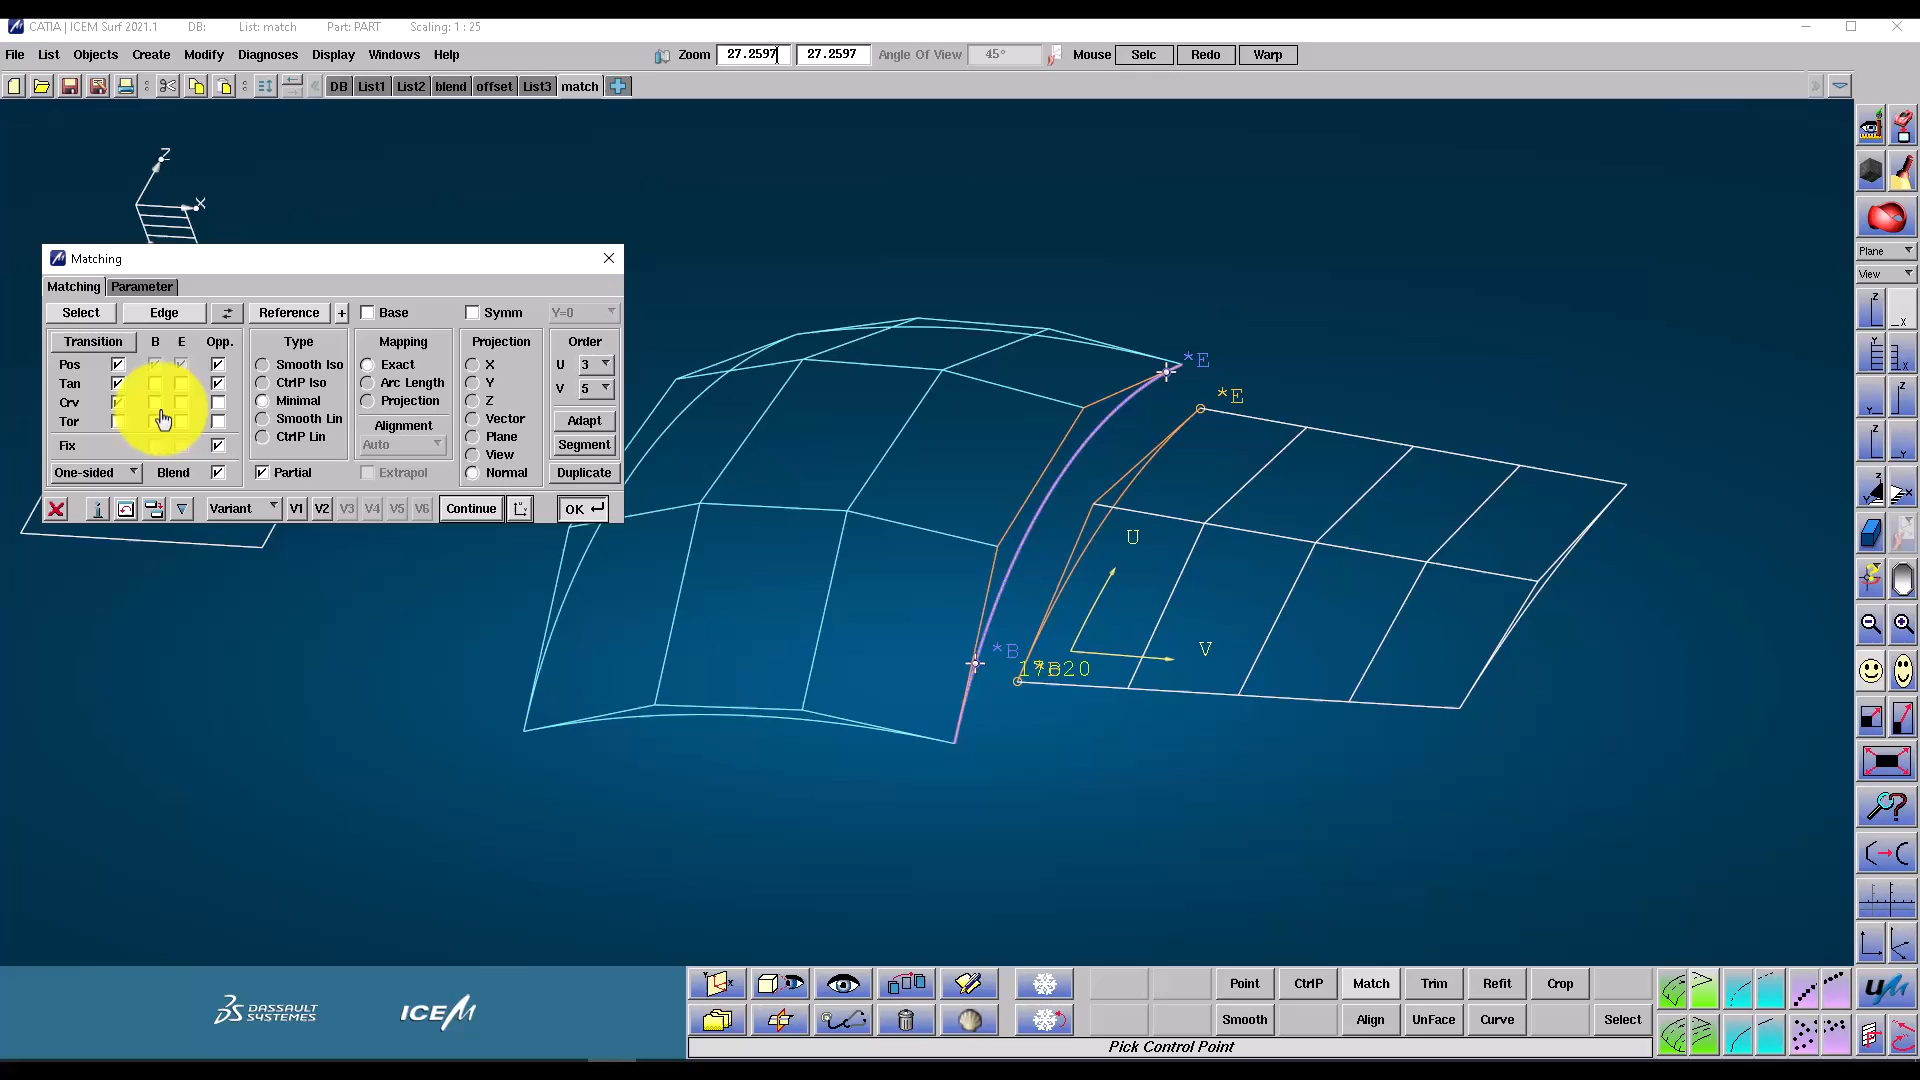 CATIA | ICEM Surf 2021.1 DB: List: match Part: PART Scaling: 1 : 25
File List Objects Create Modify Diagnoses Display Windows Help Zoom 27.2597 27.2597 Angle Of View 45° Mouse Selc Redo Warp
DB List1 List2 blend offset List3 match
Z
X
Matching
Matching Parameter
Select Edge Reference + Base Symm Y=0
Transition B E Opp. Type Mapping Projection Order
Pos Smooth Iso Exact X U 3
Tan CtrlP Iso Arc Length Y V 5
Crv Minimal Projection Z
Tor Smooth Lin Alignment Vector Adapt
Fix CtrlP Lin Auto Plane Segment
View
One-sided Blend Partial Extrapol Normal Duplicate
Variant V1 V2 V3 V4 V5 V6 Continue OK
*E
*E
U
*B
V
Plane
View
DASSAULT SYSTEMES
ICEM
Point CtrlP Match Trim Refit Crop
Smooth Align UnFace Curve Select
Pick Control Point